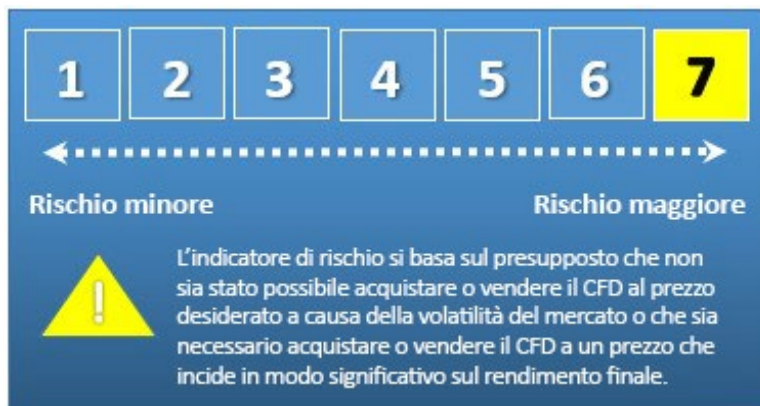 1 2 3 4 5 6 7
Rischio minore Rischio maggiore
!
L'indicatore di rischio si basa sul presupposto che non
sia stato possibile acquistare o vendere il CFD al prezzo
desiderato a causa della volatilità del mercato o che sia
necessario acquistare o vendere il CFD a un prezzo che
incide in modo significativo sul rendimento finale.